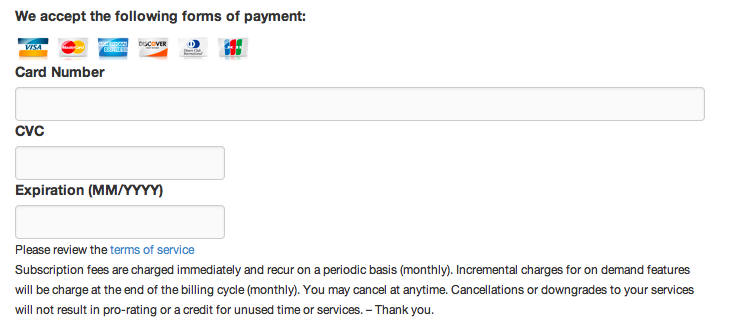 We accept the following forms of payment:
VISA MasterCard AMERICAN EXPRESS DISCOVER Diners Club International JCB
Card Number
CVC
Expiration (MM/YYYY)
Please review the terms of service
Subscription fees are charged immediately and recur on a periodic basis (monthly). Incremental charges for on demand features
will be charge at the end of the billing cycle (monthly). You may cancel at anytime. Cancellations or downgrades to your services
will not result in pro-rating or a credit for unused time or services. – Thank you.